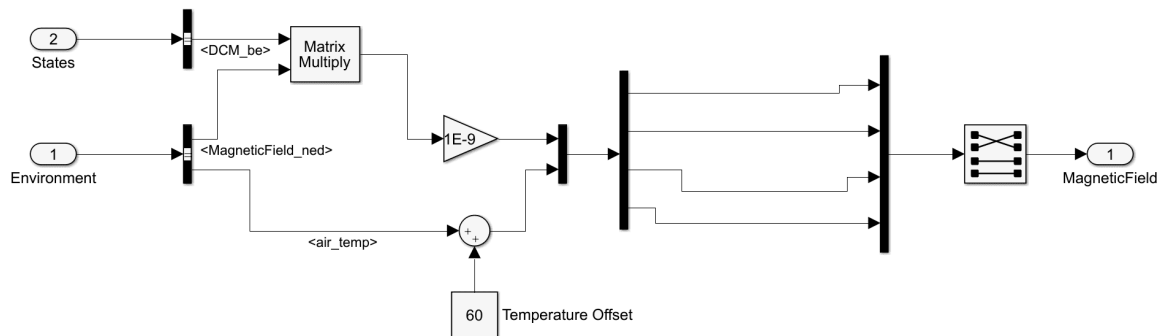 2
States
<DCM_be>
Matrix
Multiply
1
Environment
<MagneticField_ned>
1E-9
<air_temp>
+
+
60
Temperature Offset
1
MagneticField